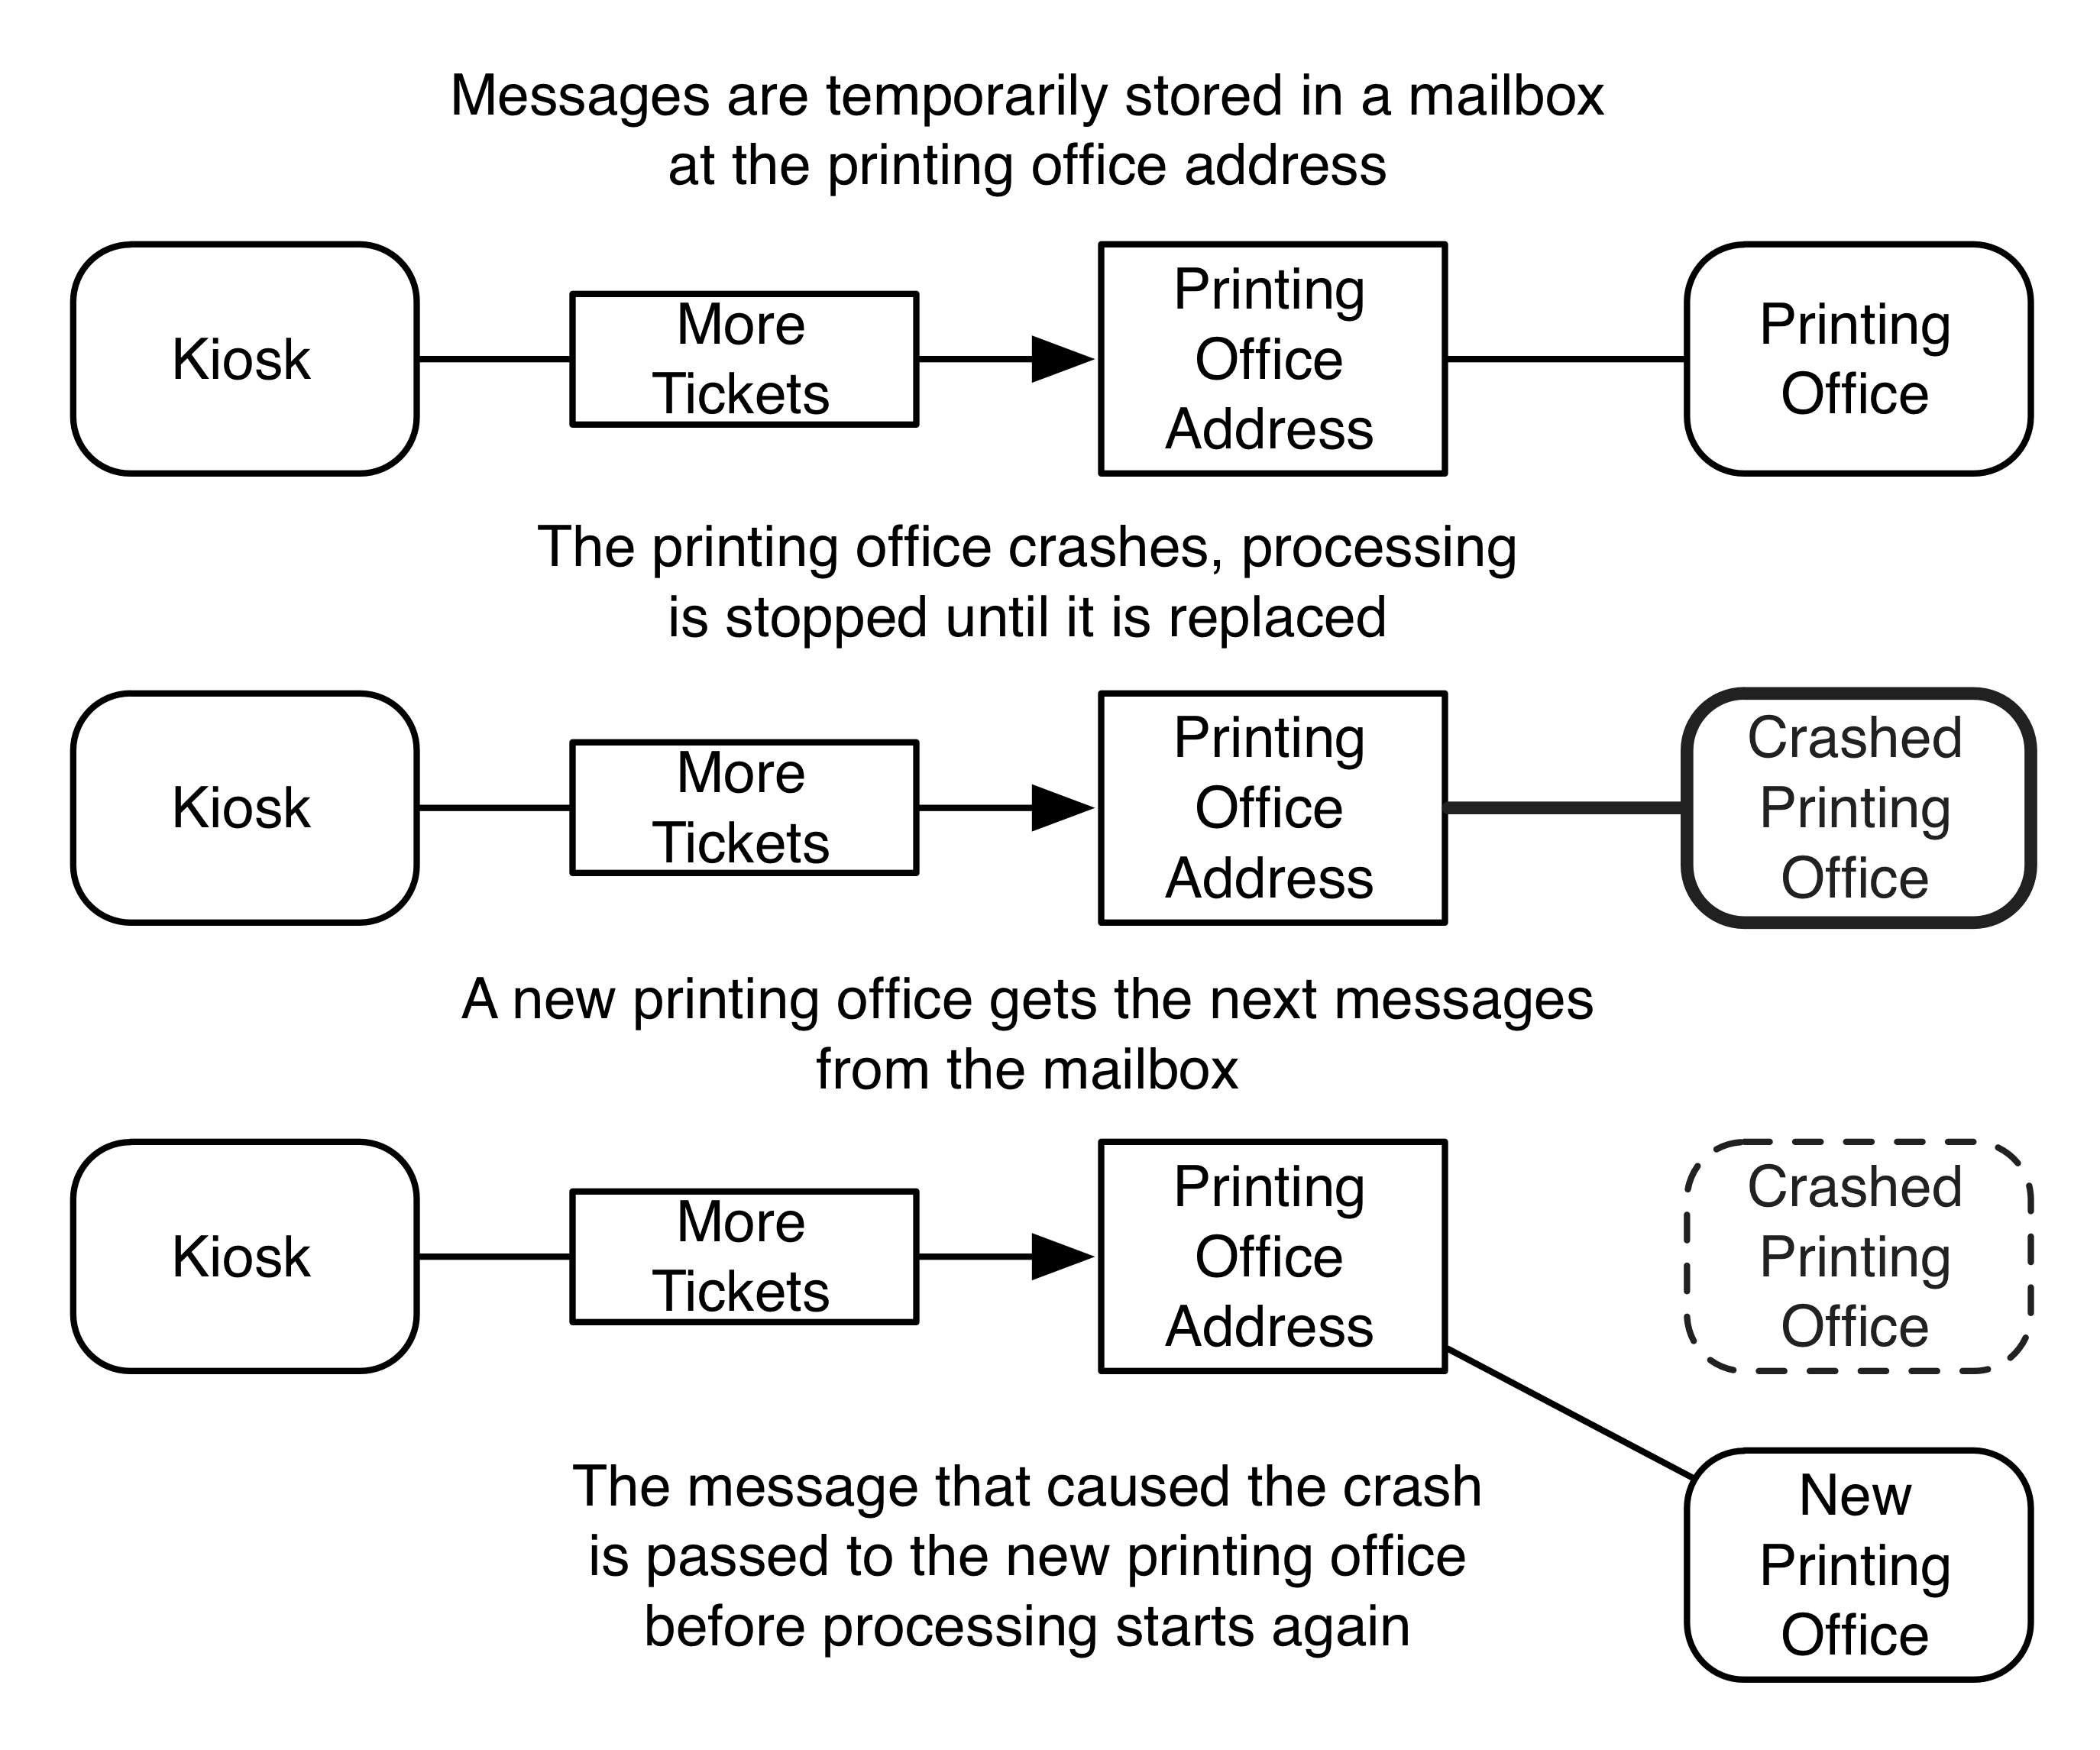 Messages are temporarily stored in a mailbox
at the printing office address
Kiosk
More
Tickets
Printing
Office
Address
Printing
Office
The printing office crashes, processing
is stopped until it is replaced
Kiosk
More
Tickets
Printing
Office
Address
Crashed
Printing
Office
A new printing office gets the next messages
from the mailbox
Kiosk
More
Tickets
Printing
Office
Address
Crashed
Printing
Office
The message that caused the crash
is passed to the new printing office
before processing starts again
New
Printing
Office